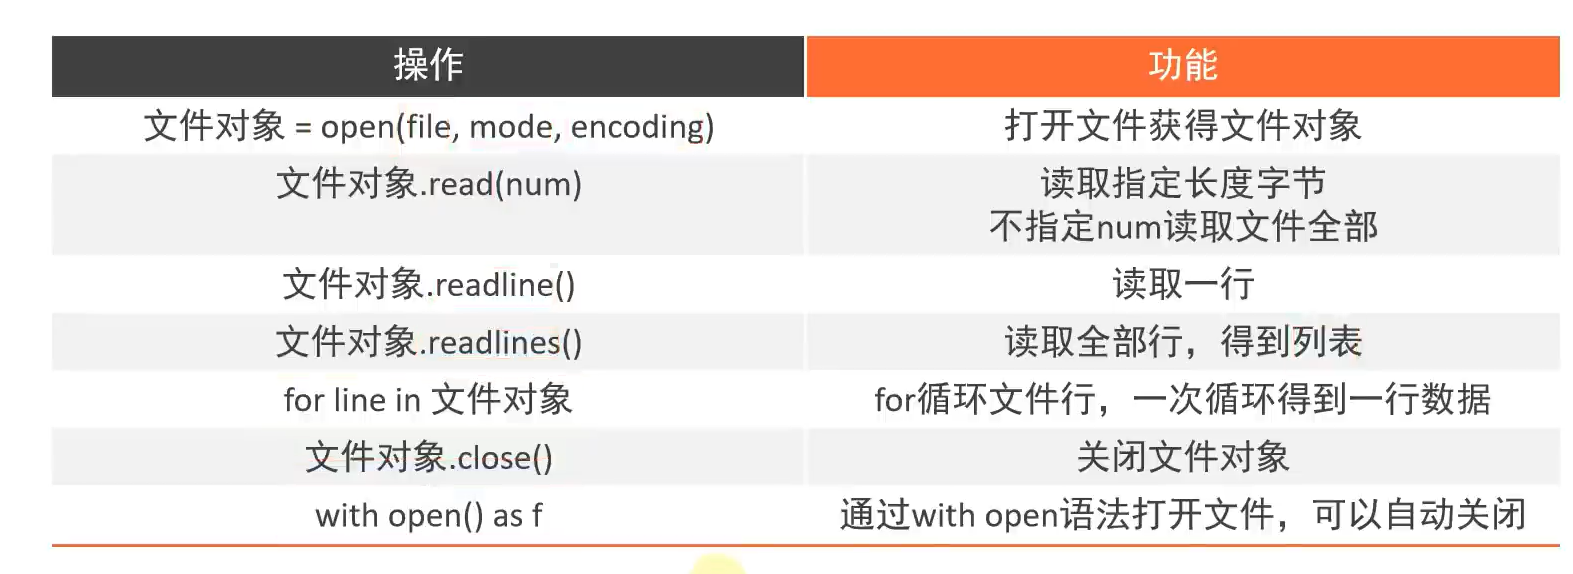 操作
功能
文件对象 = open(file, mode, encoding)
打开文件获得文件对象
文件对象.read(num)
读取指定长度字节
不指定num读取文件全部
文件对象.readline()
读取一行
文件对象.readlines()
读取全部行，得到列表
for line in 文件对象
for循环文件行，一次循环得到一行数据
文件对象.close()
关闭文件对象
with open() as f
通过with open语法打开文件，可以自动关闭